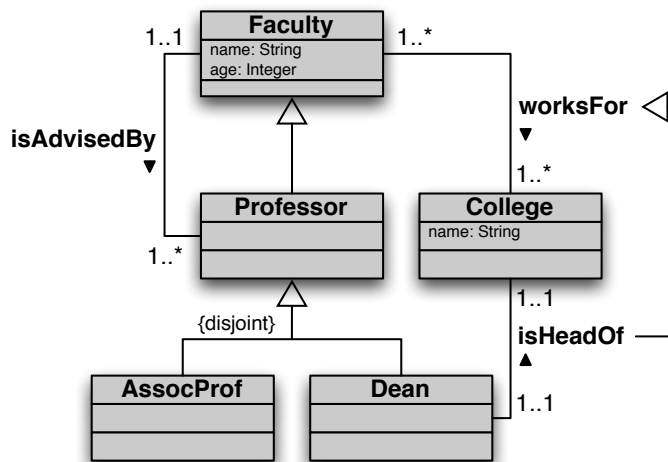 Faculty
1..1
name: String
1..*
age: Integer
worksFor
isAdvisedBy
1..*
Professor
College
name: String
1..*
1..1
{disjoint}
isHeadOf
AssocProf
Dean
1..1